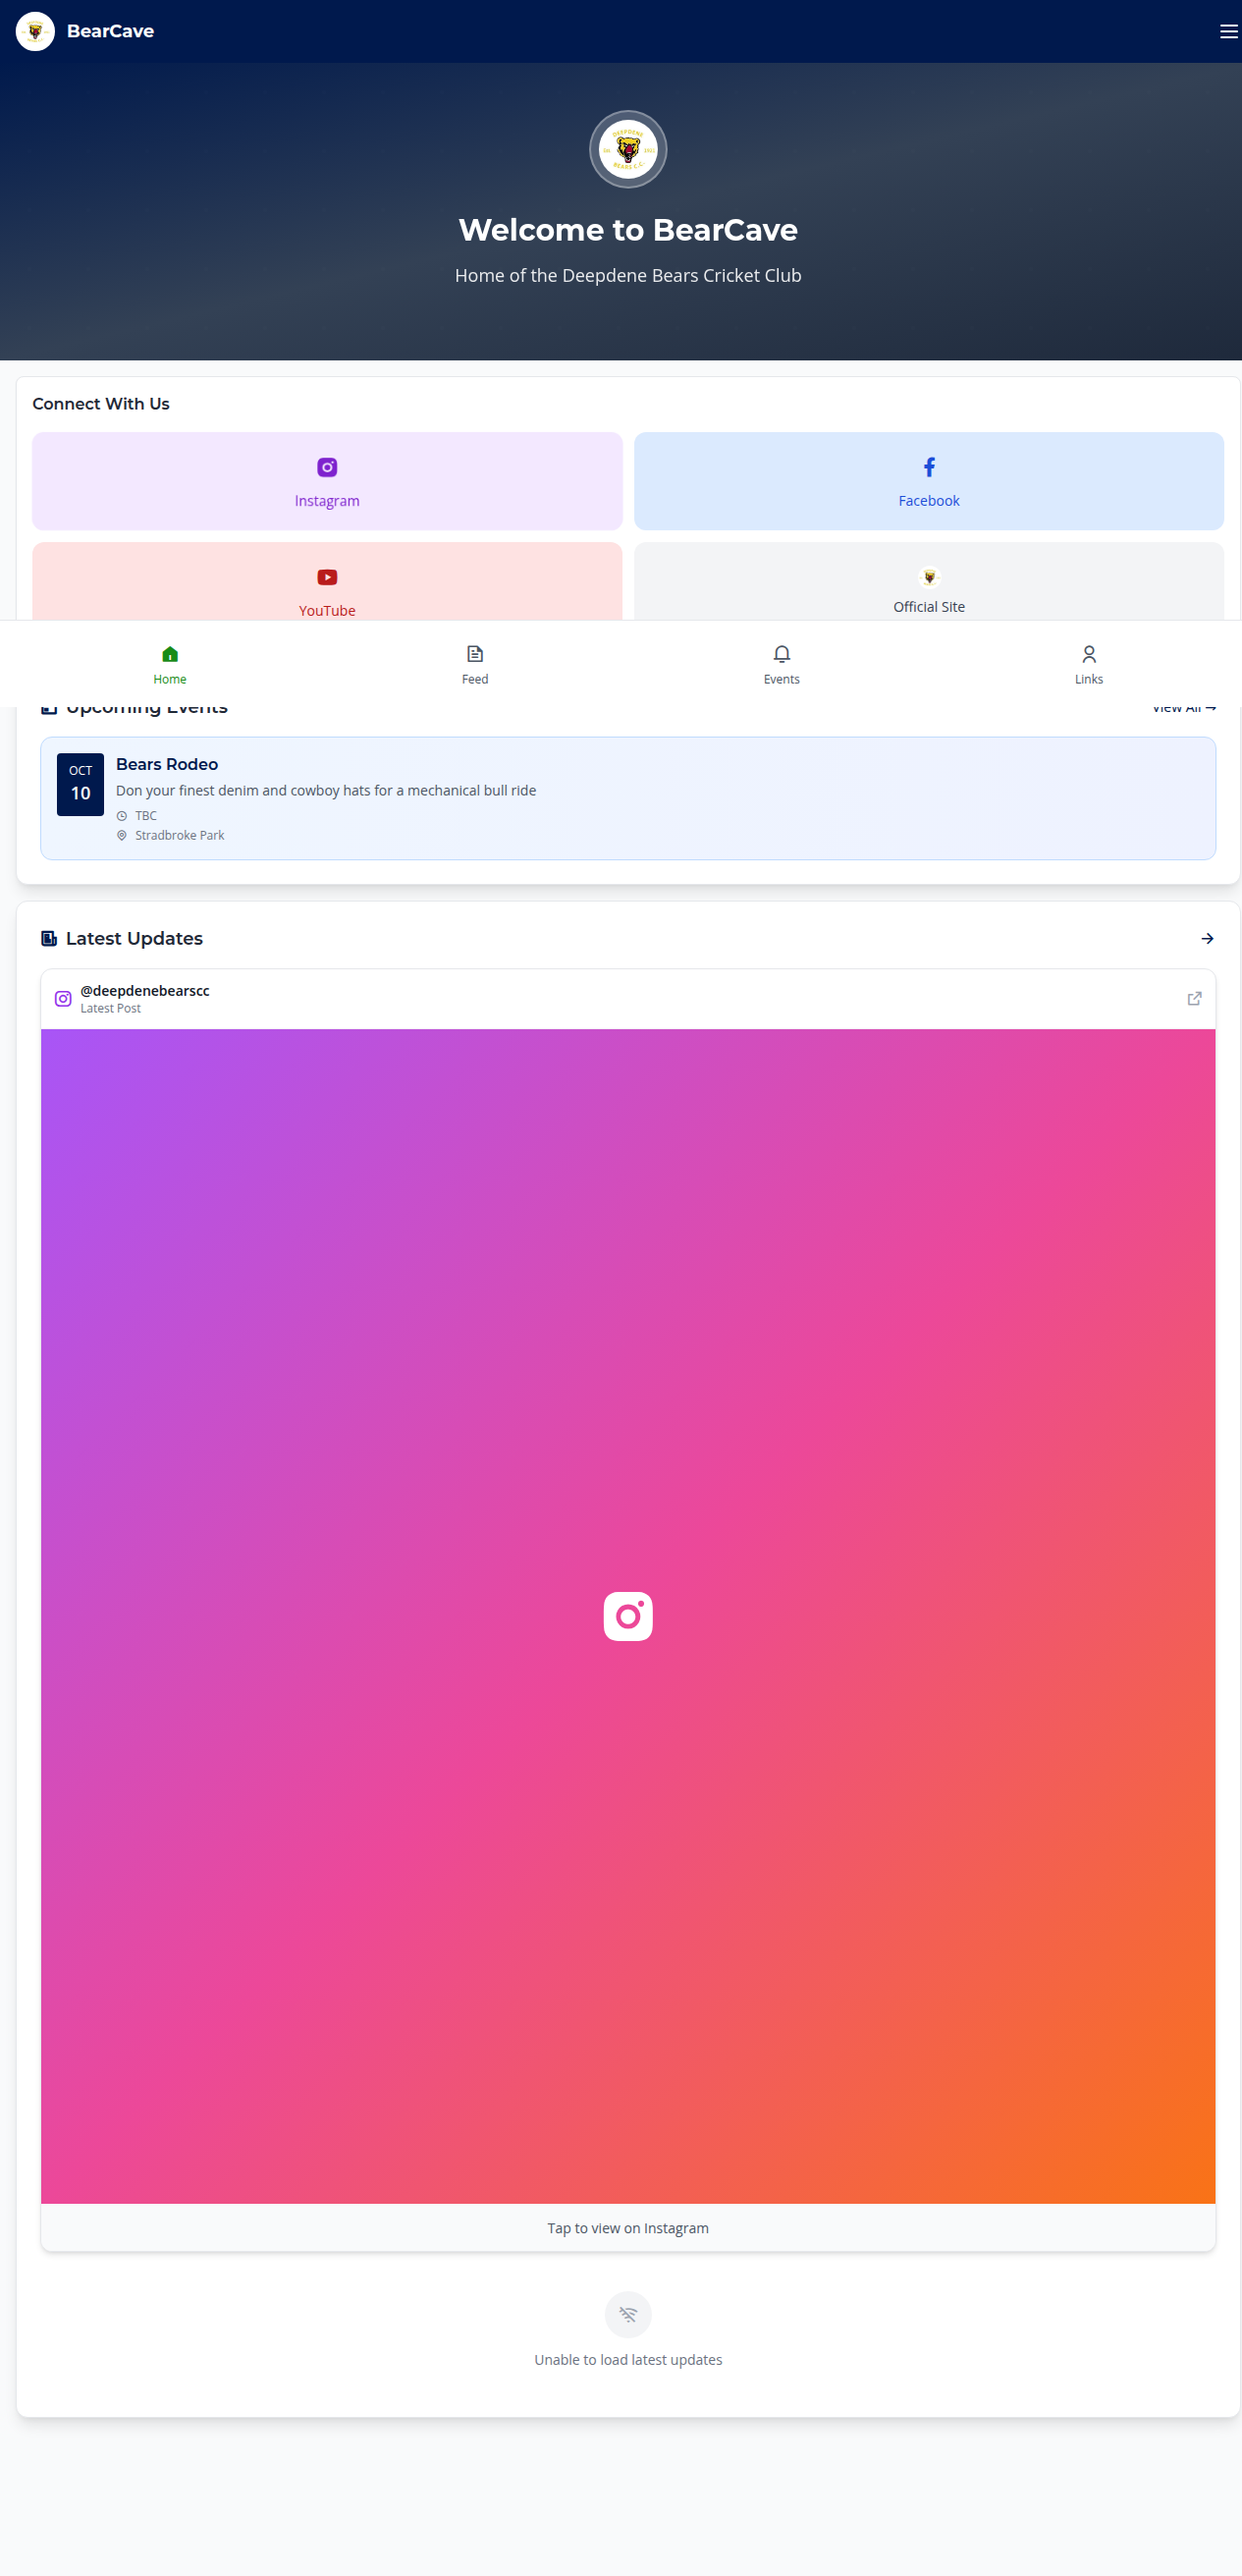 BearCave
DEEPDENE
BEARS C.C.
Welcome to BearCave
Home of the Deepdene Bears Cricket Club
Connect With Us
Instagram
Facebook
YouTube
Official Site
Home
Feed
Events
Links
Upcoming Events
View All →
OCT
10
Bears Rodeo
Don your finest denim and cowboy hats for a mechanical bull ride
TBC
Stradbroke Park
Latest Updates
@deepdenebearscc
Latest Post
Tap to view on Instagram
Unable to load latest updates